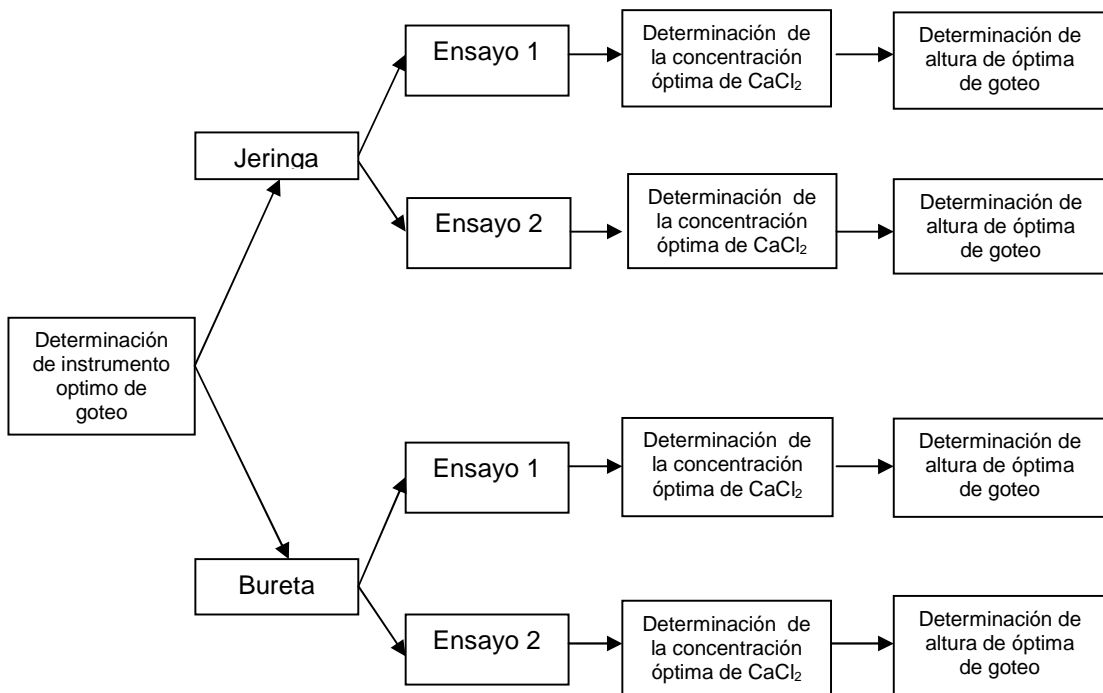 Ensayo 1
Determinación de
la concentración
óptima de CaCl₂
Determinación de
altura de óptima
de goteo
Jeringa
Ensayo 2
Determinación de
la concentración
óptima de CaCl₂
Determinación de
altura de óptima
de goteo
Determinación
de instrumento
optimo de
goteo
Ensayo 1
Determinación de
la concentración
óptima de CaCl₂
Determinación de
altura de óptima
de goteo
Bureta
Ensayo 2
Determinación de
la concentración
óptima de CaCl₂
Determinación de
altura de óptima
de goteo